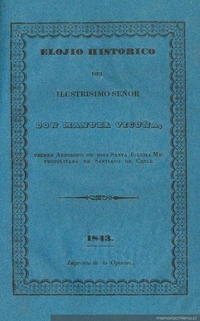 ELOJIO HISTORICO
DEL
ILUSTRISIMO SEÑOR
DON MANUEL VICUÑA,
PRIMER ARZOBISPO DE ESTA SANTA IGLESIA ME-
TROPOLITANA DE SANTIAGO DE CHILE
1843.
Imprenta de la Opinion.